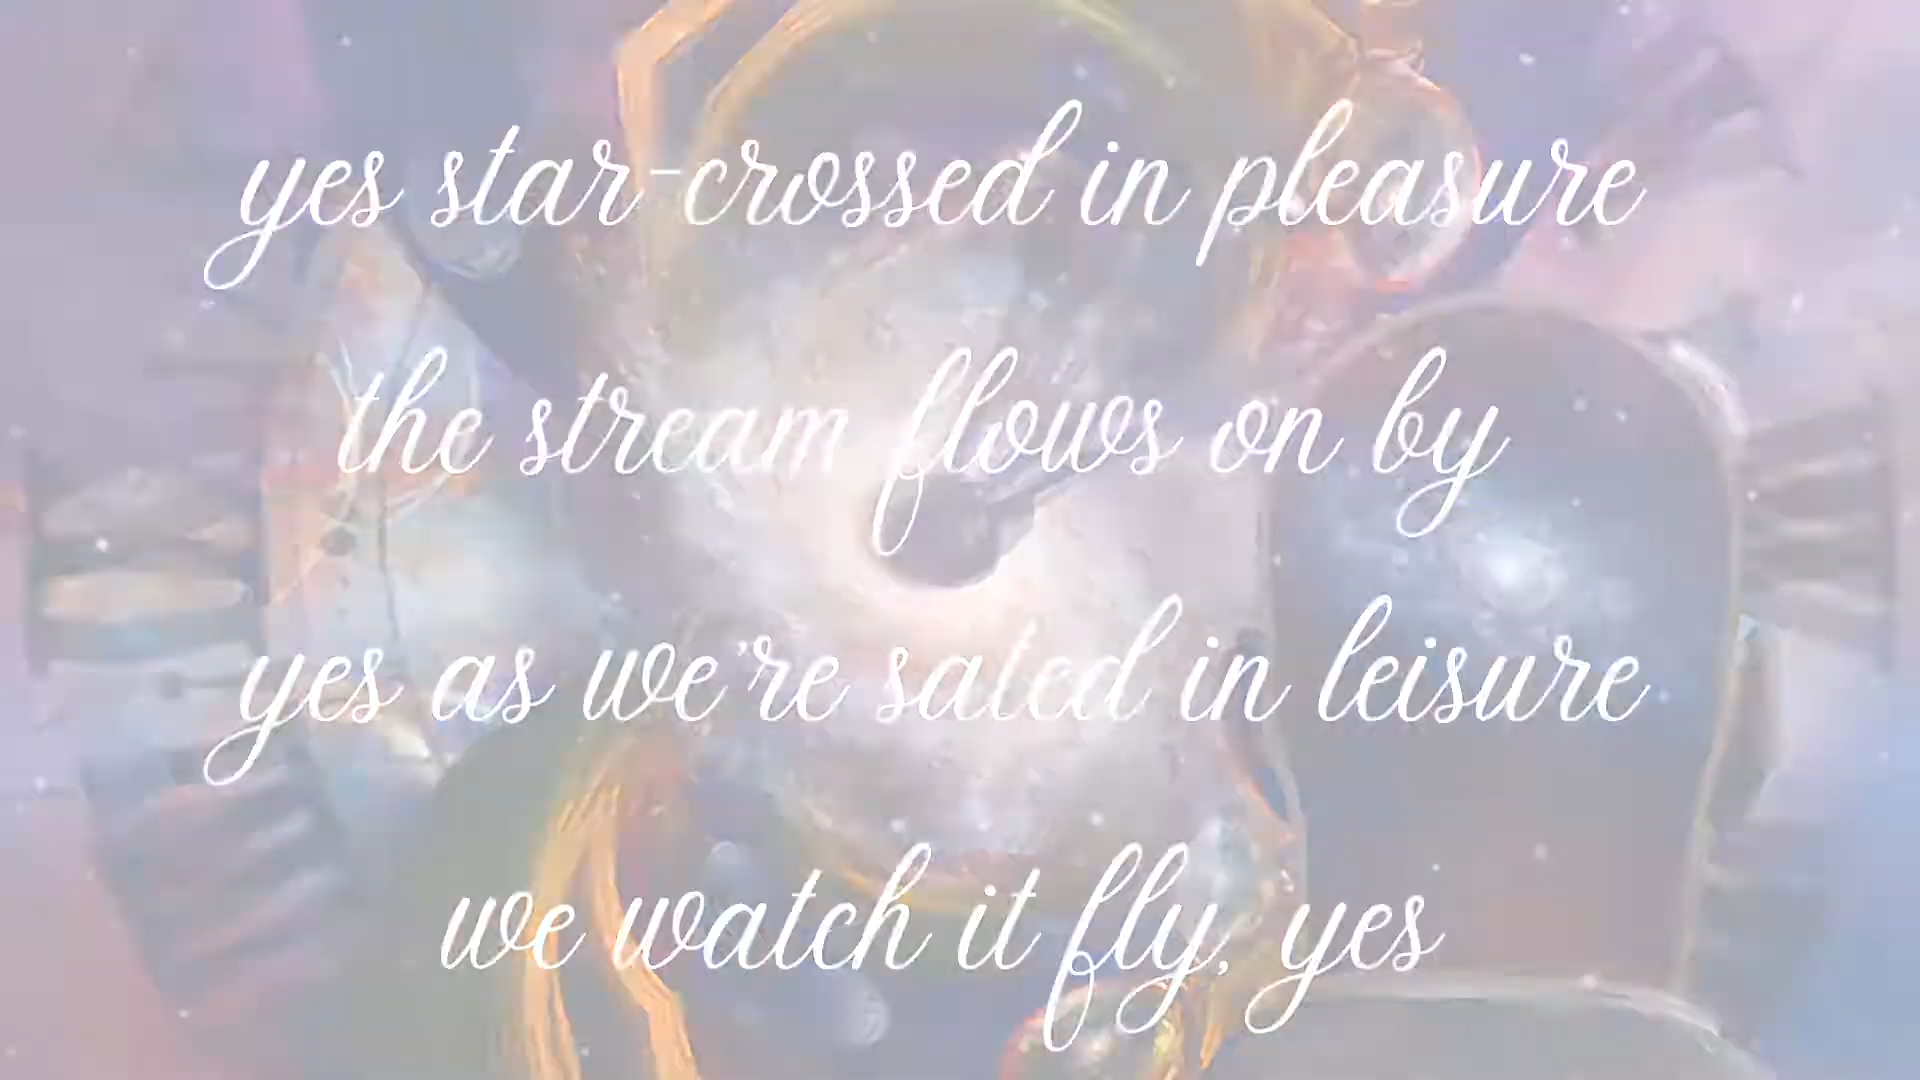 yes star-crossed in pleasure
the stream flows on by
yes as we're sated in leisure
we watch it fly, yes